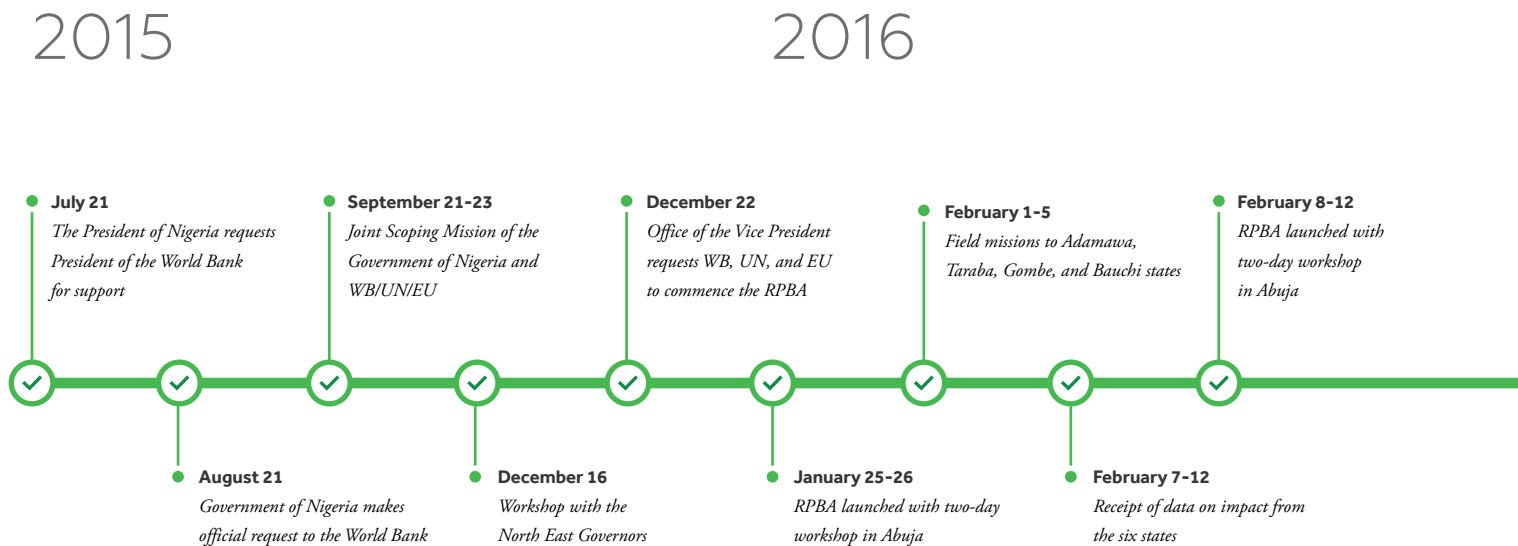 2015
2016
July 21
The President of Nigeria requests
President of the World Bank
for support
September 21-23
Joint Scoping Mission of the
Government of Nigeria and
WB/UN/EU
December 22
Office of the Vice President
requests WB, UN, and EU
to commence the RPBA
February 1-5
Field missions to Adamawa,
Taraba, Gombe, and Bauchi states
February 8-12
RPBA launched with
two-day workshop
in Abuja
August 21
Government of Nigeria makes
official request to the World Bank
December 16
Workshop with the
North East Governors
January 25-26
RPBA launched with two-day
workshop in Abuja
February 7-12
Receipt of data on impact from
the six states